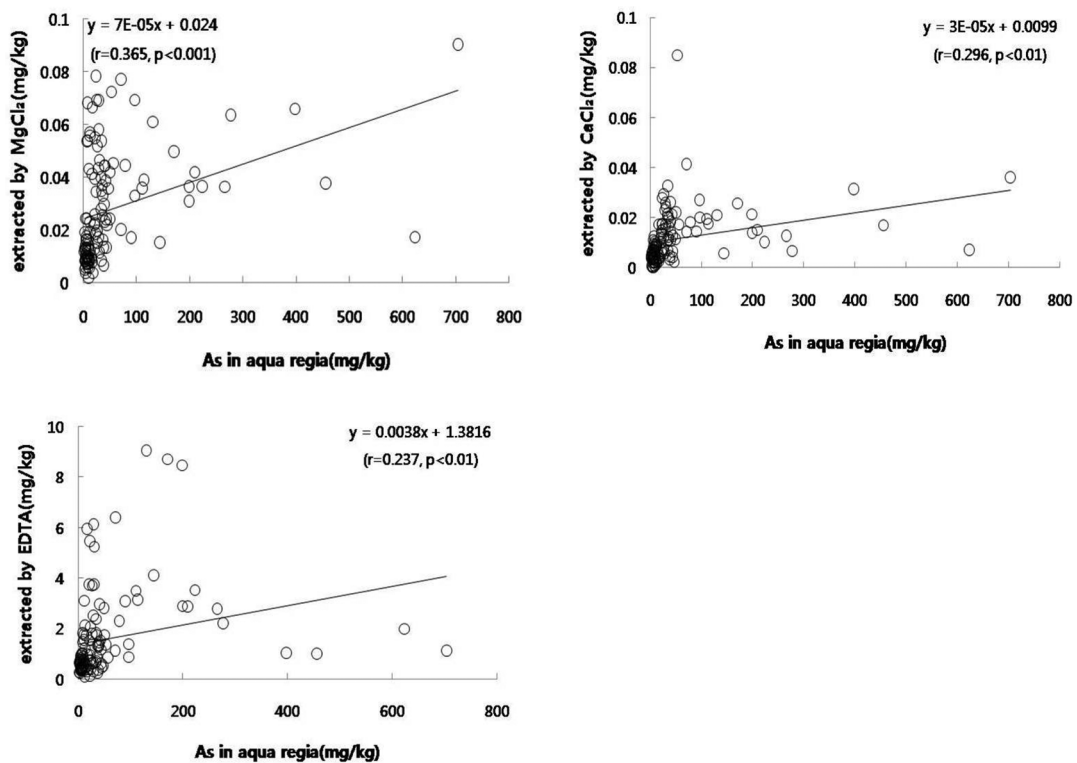 y = 7E-05x + 0.024
(r=0.365, p<0.001)
extracted by MgCl₂(mg/kg)
0.1
0.08
0.06
0.04
0.02
0
0 100 200 300 400 500 600 700 800
As in aqua regia(mg/kg)
y = 3E-05x + 0.0099
(r=0.296, p<0.01)
extracted by CaCl₂(mg/kg)
0.1
0.08
0.06
0.04
0.02
0
0 100 200 300 400 500 600 700 800
As in aqua regia(mg/kg)
y = 0.0038x + 1.3816
(r=0.237, p<0.01)
extracted by EDTA(mg/kg)
10
8
6
4
2
0
0 200 400 600 800
As in aqua regia(mg/kg)